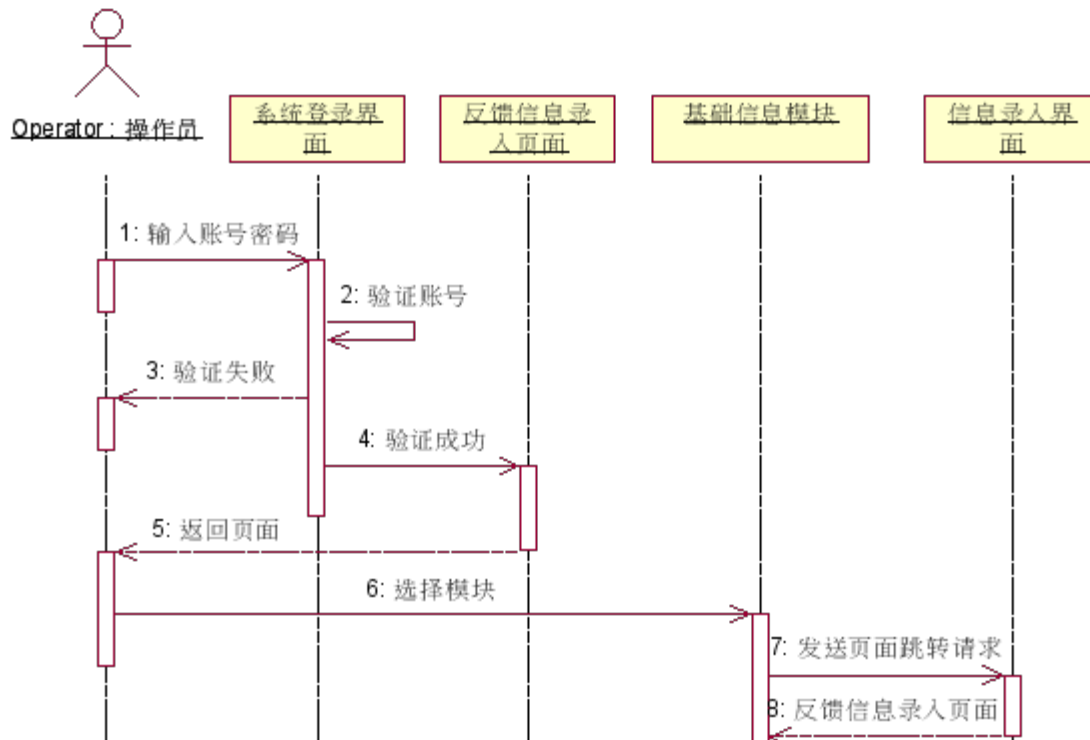 Operator : 操作员
系统登录界
面
反馈信息录
入页面
基础信息模块
信息录入界
面
1: 输入账号密码
2: 验证账号
3: 验证失败
4: 验证成功
5: 返回页面
6: 选择模块
7: 发送页面跳转请求
8: 反馈信息录入页面